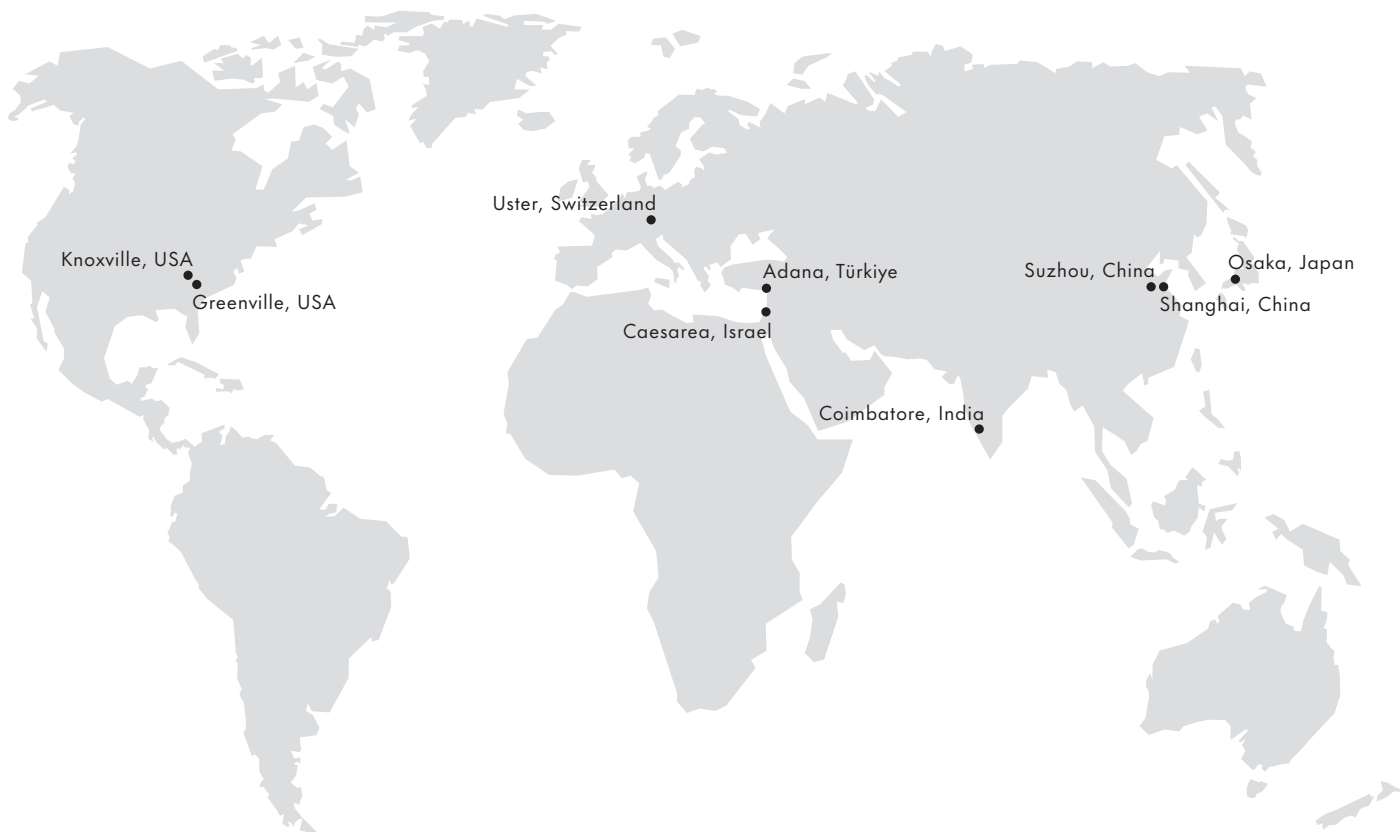 Uster, Switzerland
Knoxville, USA
Greenville, USA
Adana, Türkiye
Caesarea, Israel
Suzhou, China
Osaka, Japan
Shanghai, China
Coimbatore, India